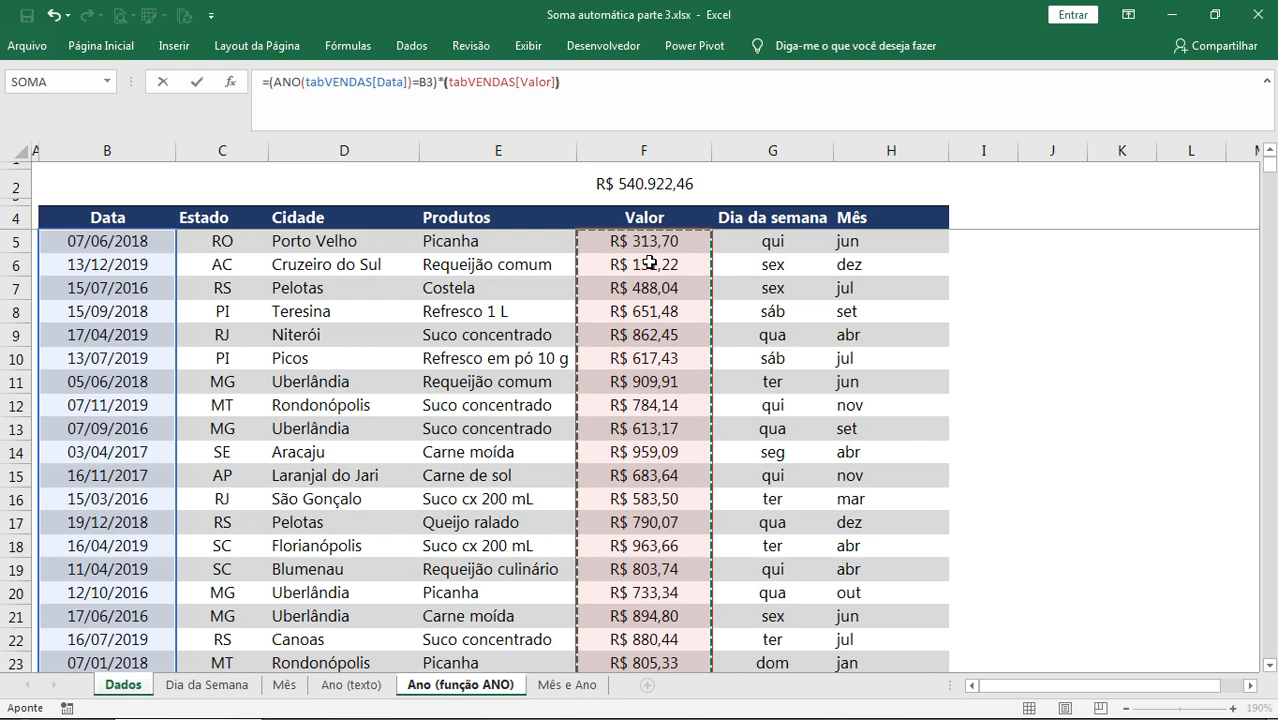 Soma automática parte 3.xlsx - Excel
Entrar
Arquivo Página Inicial Inserir Layout da Página Fórmulas Dados Revisão Exibir Desenvolvedor Power Pivot Diga-me o que você deseja fazer Compartilhar
SOMA fx =(ANO(tabVENDAS[Data])=B3)*(tabVENDAS[Valor])
A B C D E F G H I J K L
2 R$ 540.922,46
4 Data Estado Cidade Produtos Valor Dia da semana Mês
5 07/06/2018 RO Porto Velho Picanha R$ 313,70 qui jun
6 13/12/2019 AC Cruzeiro do Sul Requeijão comum R$ sex dez
7 15/07/2016 RS Pelotas Costela R$ 488,04 sex jul
8 15/09/2018 PI Teresina Refresco 1 L R$ 651,48 sáb set
9 17/04/2019 RJ Niterói Suco concentrado R$ 862,45 qua abr
10 13/07/2019 PI Picos Refresco em pó 10 g R$ 617,43 sáb jul
11 05/06/2018 MG Uberlândia Requeijão comum R$ 909,91 ter jun
12 07/11/2019 MT Rondonópolis Suco concentrado R$ 784,14 qui nov
13 07/09/2016 MG Uberlândia Suco concentrado R$ 613,17 qua set
14 03/04/2017 SE Aracaju Carne moída R$ 959,09 seg abr
15 16/11/2017 AP Laranjal do Jari Carne de sol R$ 683,64 qui nov
16 15/03/2016 RJ São Gonçalo Suco cx 200 mL R$ 583,50 ter mar
17 19/12/2018 RS Pelotas Queijo ralado R$ 790,07 qua dez
18 16/04/2019 SC Florianópolis Suco cx 200 mL R$ 963,66 ter abr
19 11/04/2019 SC Blumenau Requeijão culinário R$ 803,74 qui abr
20 12/10/2016 MG Uberlândia Picanha R$ 733,34 qua out
21 17/06/2016 MG Uberlândia Carne moída R$ 894,80 sex jun
22 16/07/2019 RS Canoas Suco concentrado R$ 880,44 ter jul
23 07/01/2018 MT Rondonópolis Picanha R$ 805,33 dom jan
Dados Dia da Semana Mês Ano (texto) Ano (função ANO) Mês e Ano
Aponte 190%